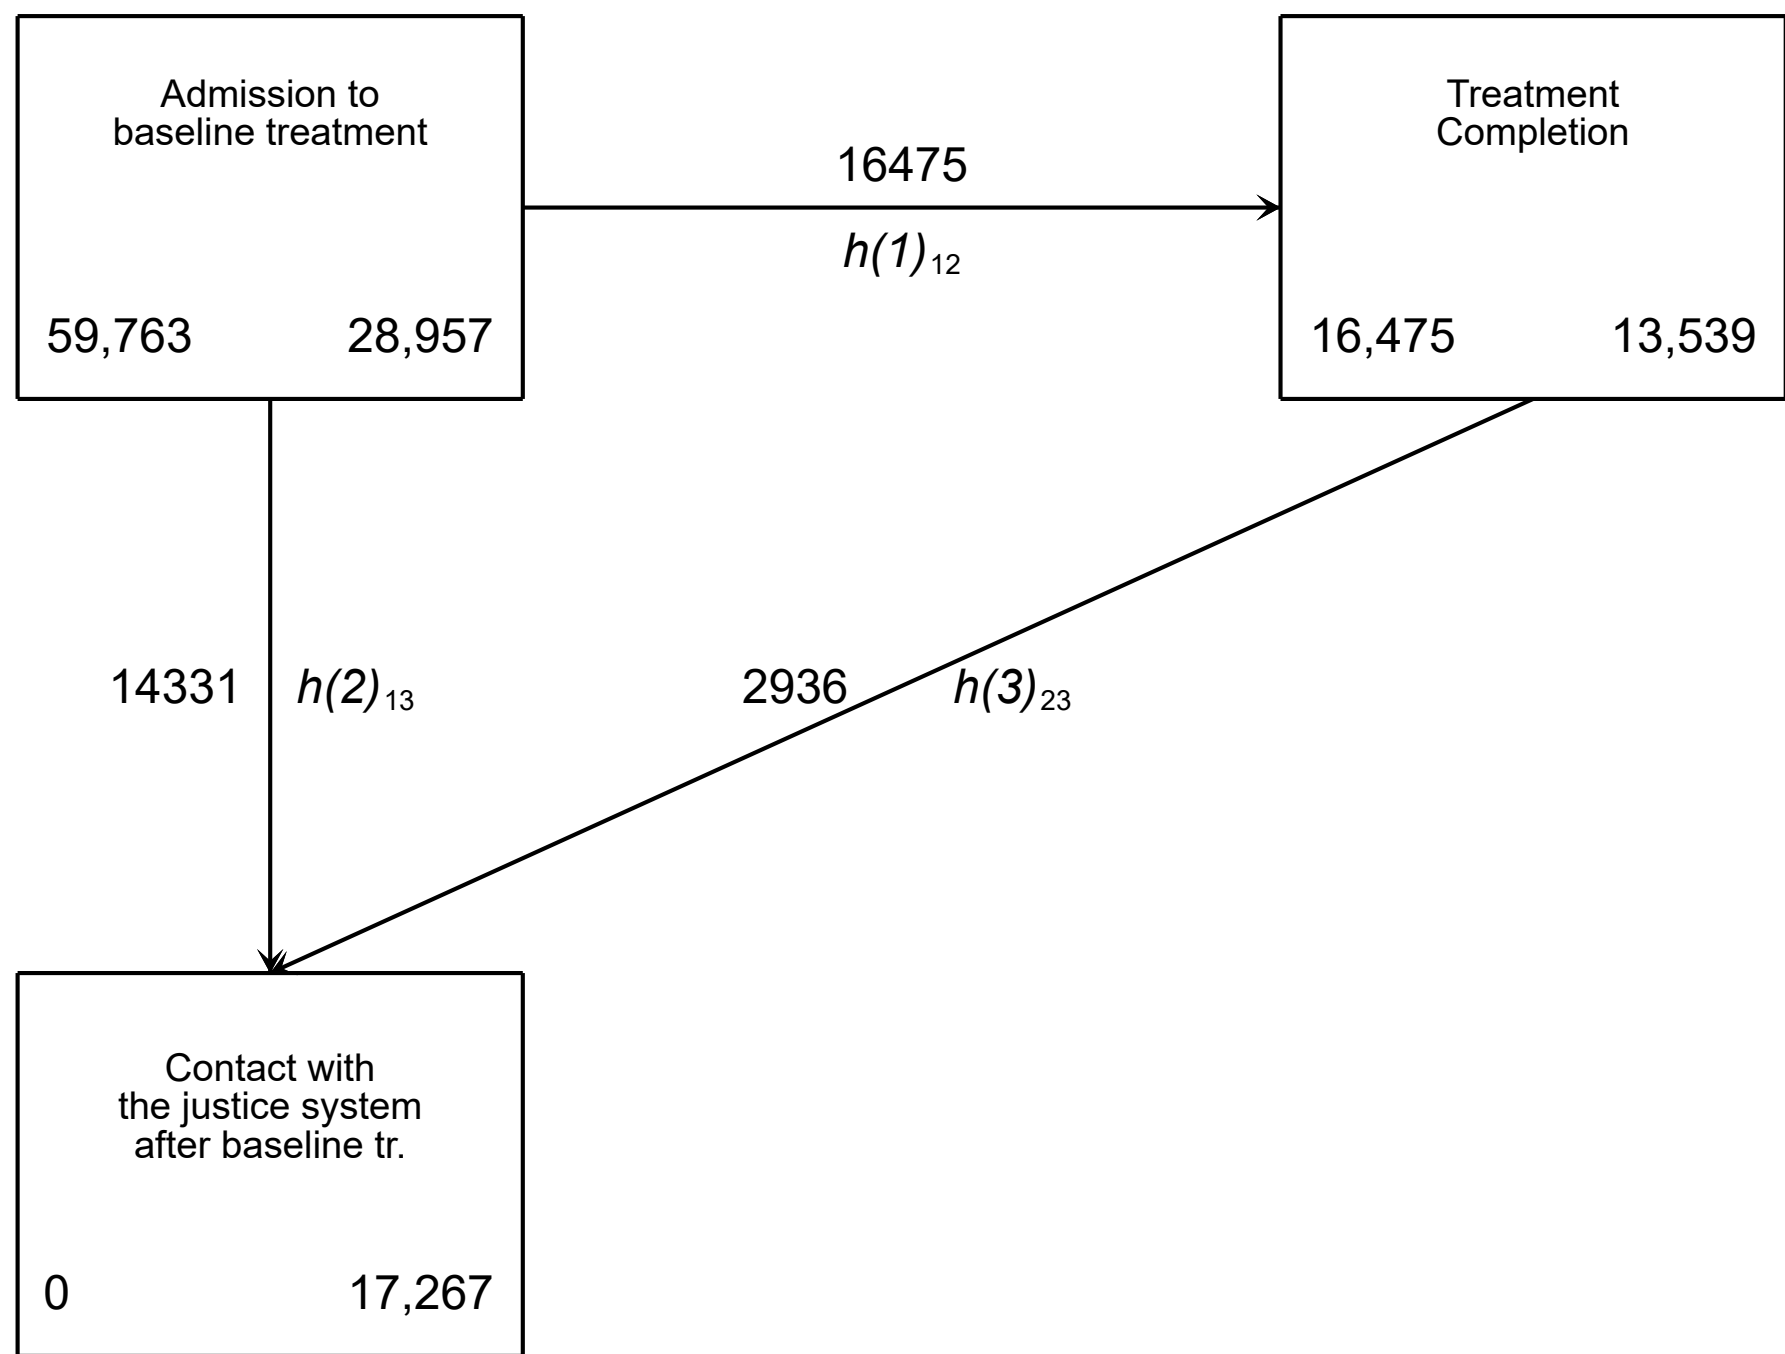 Admission to
baseline treatment
59,763 28,957
16475
h(1)12
Treatment
Completion
16,475 13,539
14331
h(2)13
2936
h(3)23
Contact with
the justice system
after baseline tr.
0 17,267